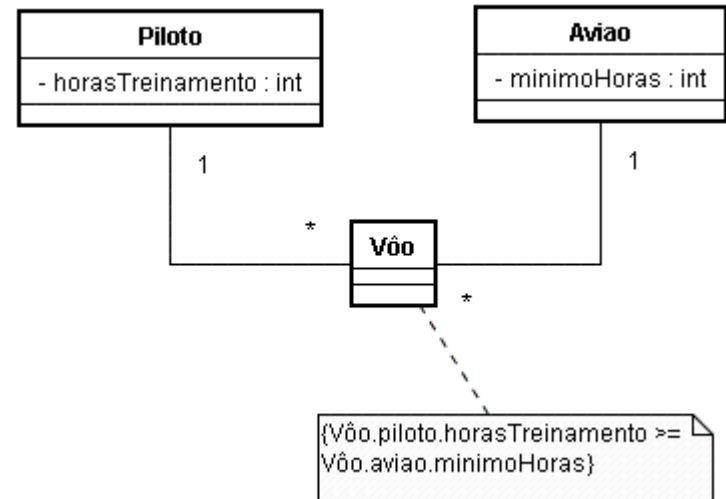 Piloto
- horasTreinamento : int
Aviao
- minimoHoras : int
1
1
*
Vôo
*
{Vôo.piloto.horasTreinamento >=
Vôo.aviao.minimoHoras}